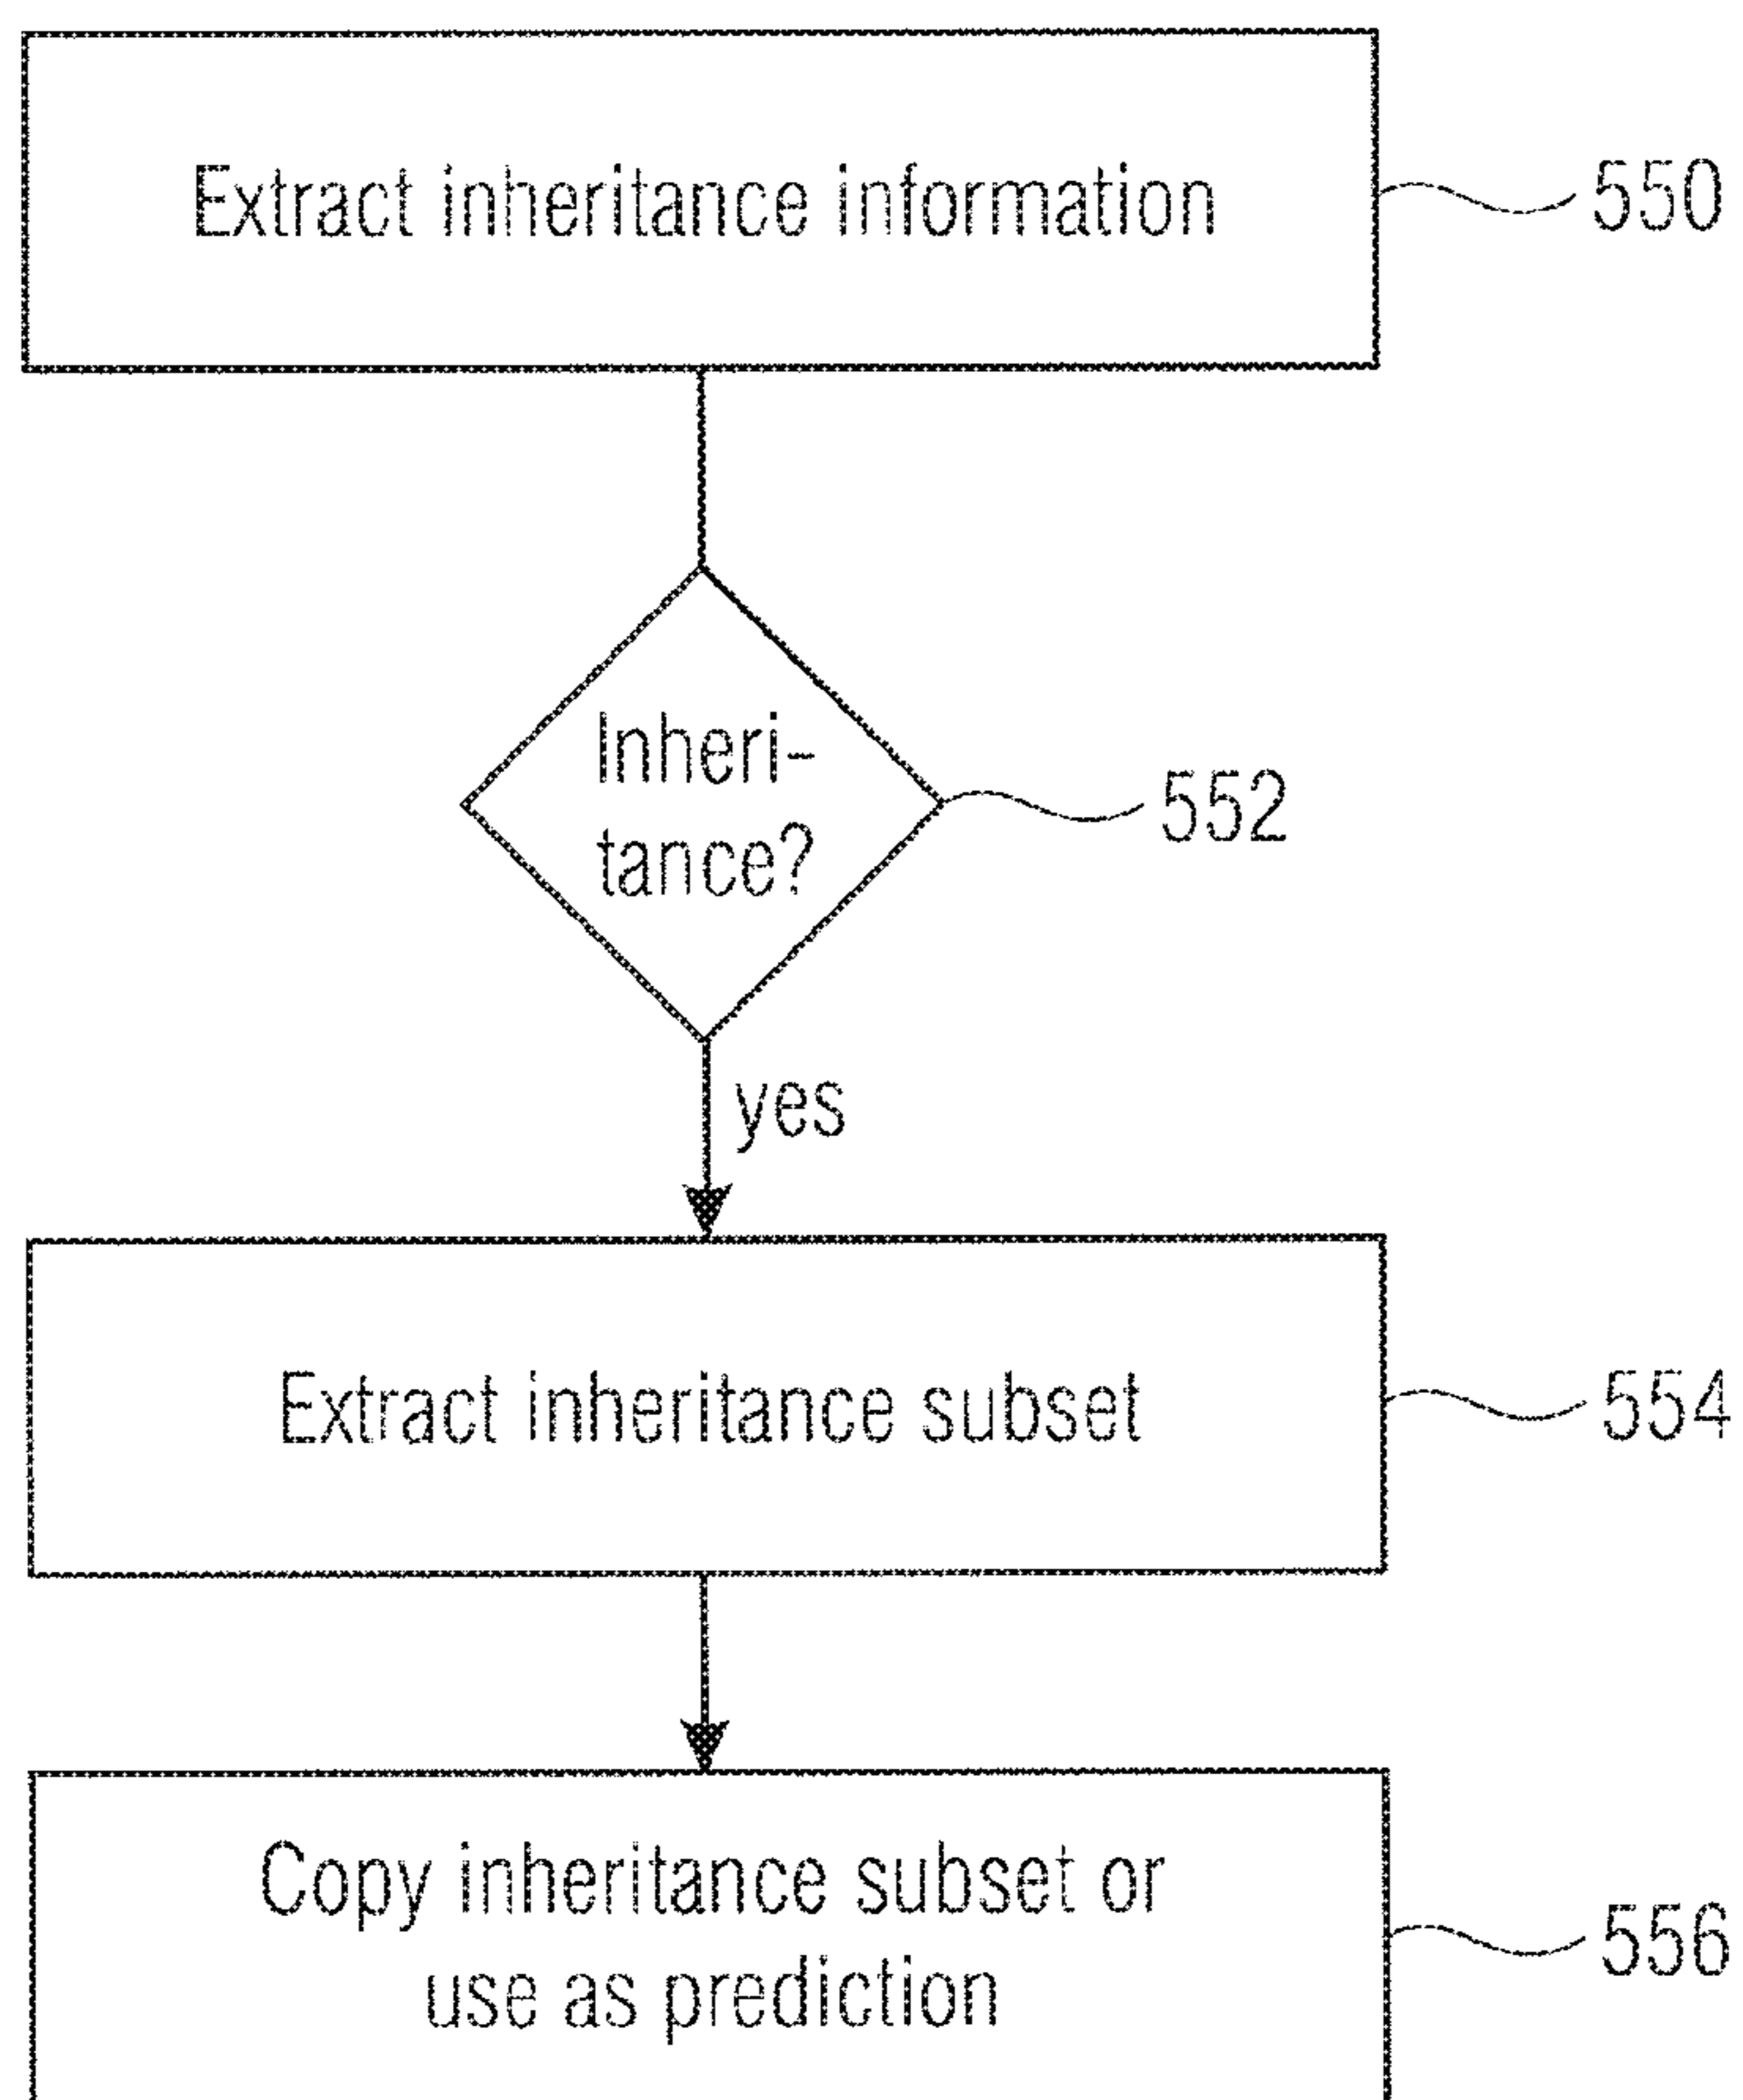 Extract inheritance information
550
Inheri-
tance?
552
yes
Extract inheritance subset
554
Copy inheritance subset or
use as prediction
556